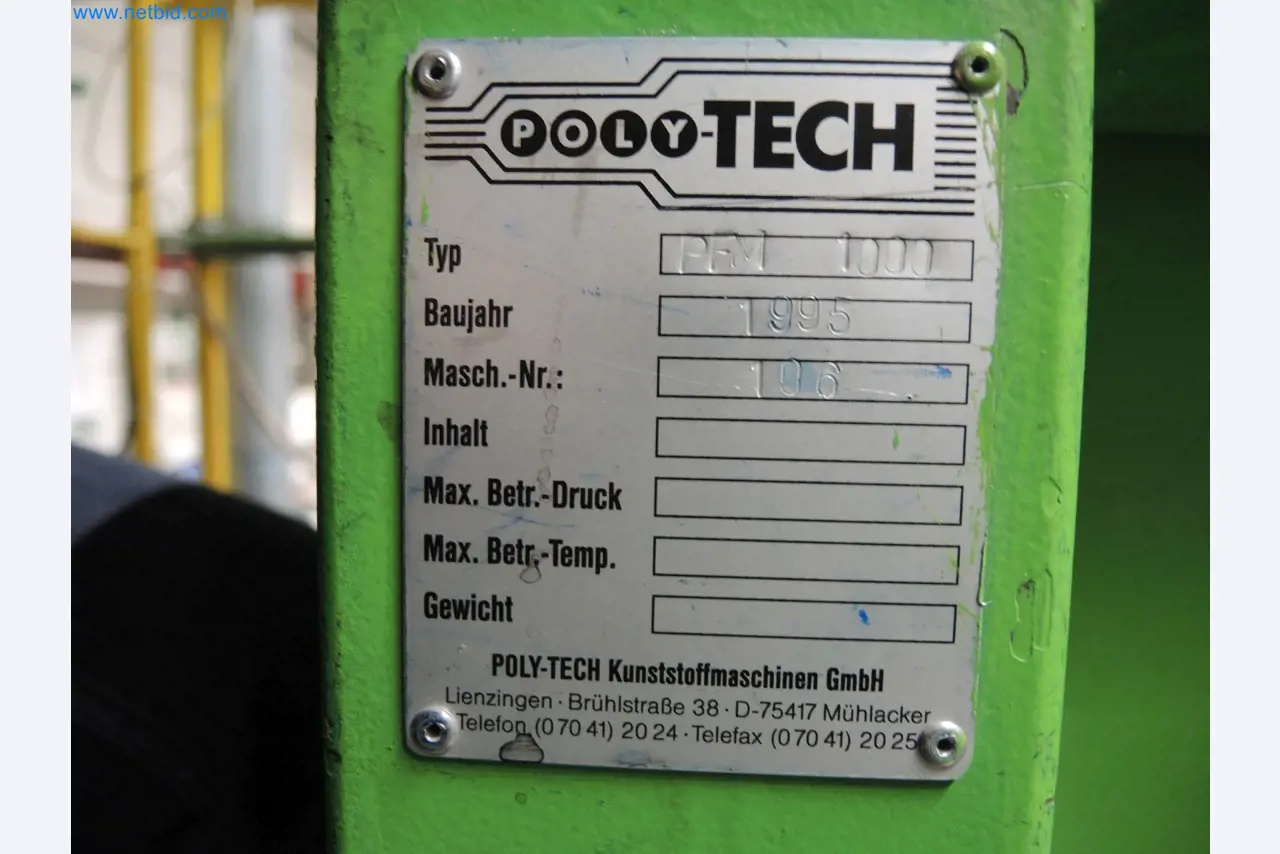 www.netbid.com
POLY-TECH
Typ PFM 1000
Baujahr 1995
Masch.-Nr.: 106
Inhalt
Max. Betr.-Druck
Max. Betr.-Temp.
Gewicht
POLY-TECH Kunststoffmaschinen GmbH
Lienzingen · Brühlstraße 38 · D-75417 Mühlacker
Telefon (0 70 41) 20 24 · Telefax (0 70 41) 20 25